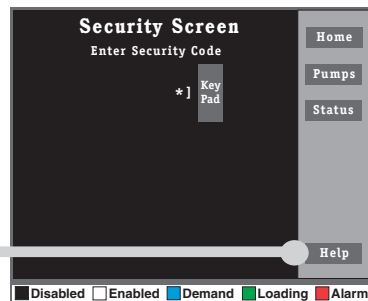 Security Screen
Enter Security Code
*] Key Pad
Home
Pumps
Status
Help
Disabled Enabled Demand Loading Alarm